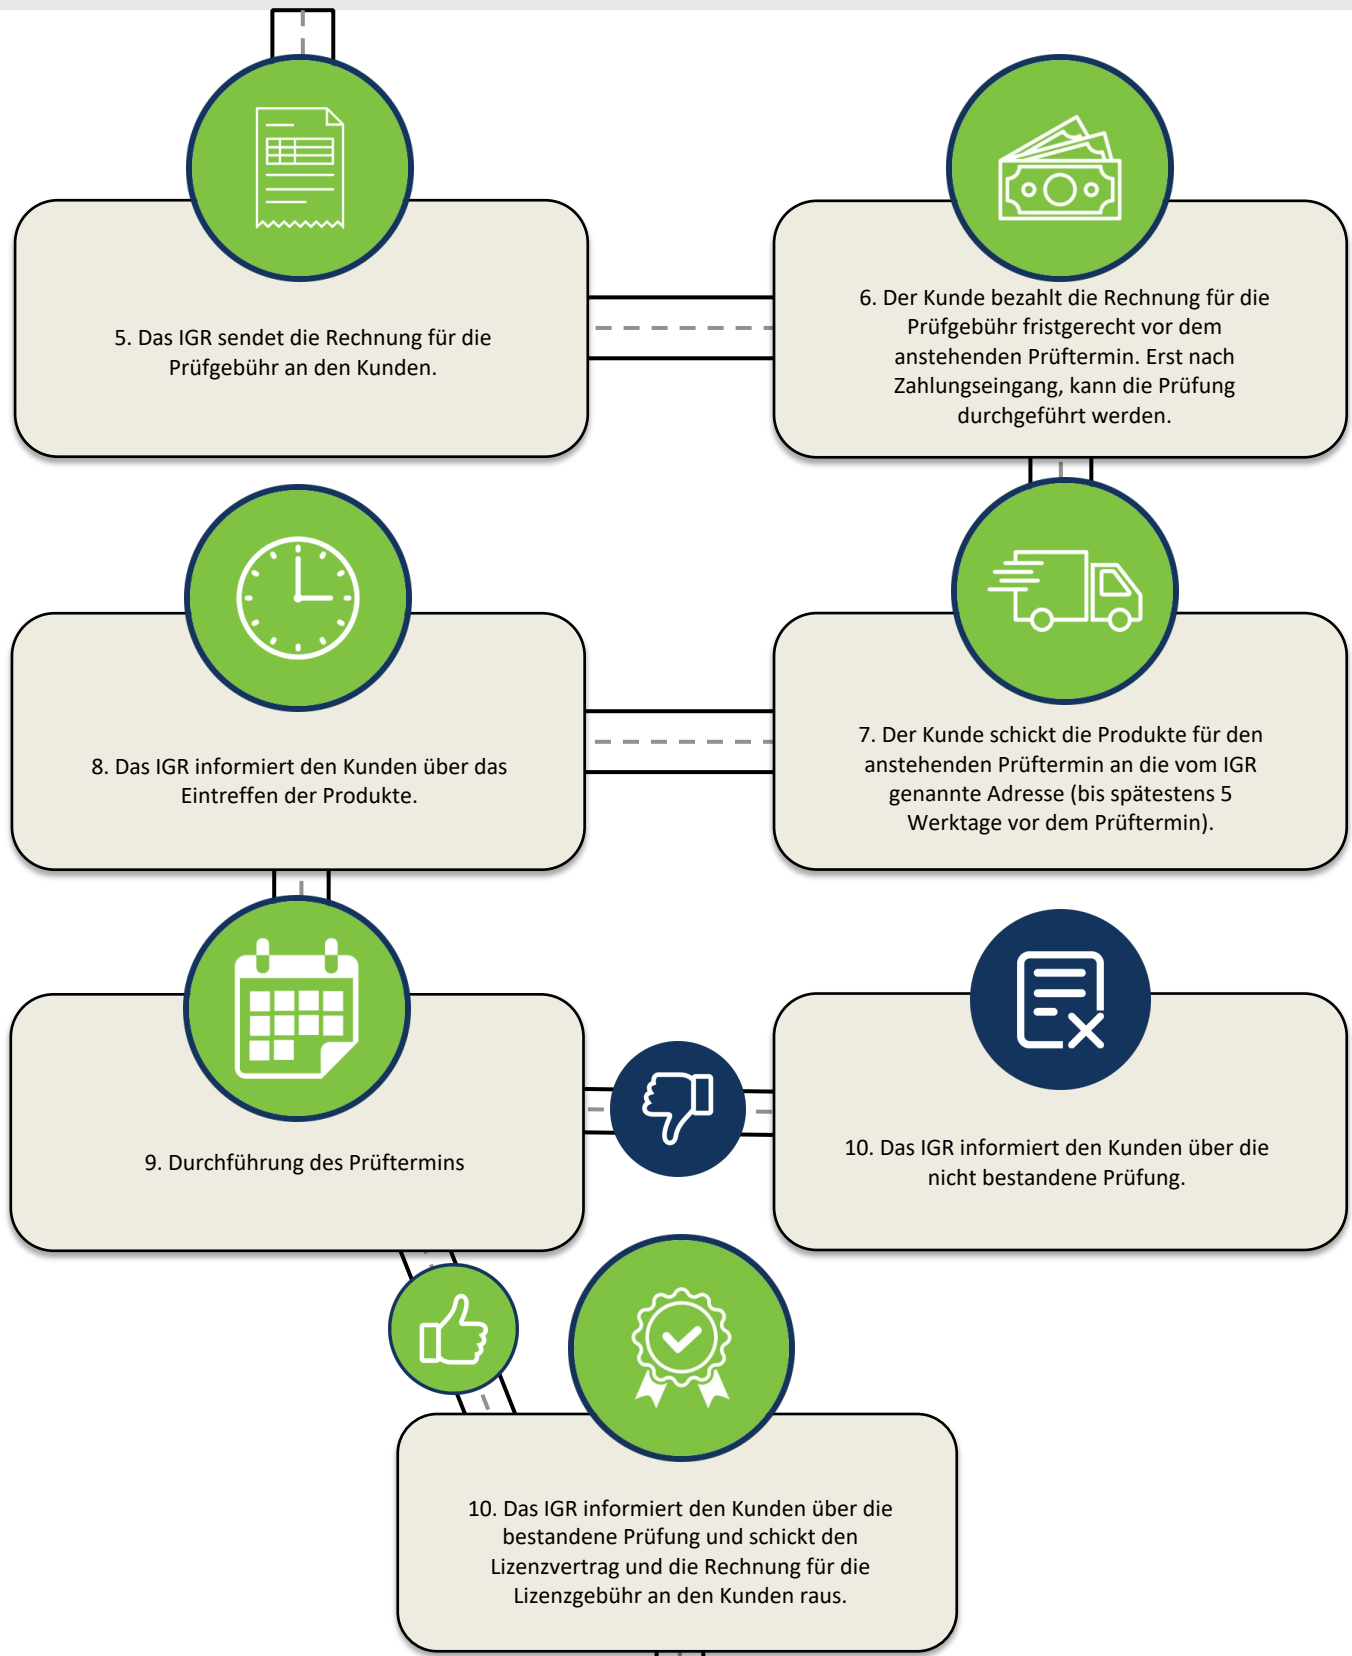 5. Das IGR sendet die Rechnung für die
Prüfgebühr an den Kunden.
6. Der Kunde bezahlt die Rechnung für die
Prüfgebühr fristgerecht vor dem
anstehenden Prüftermin. Erst nach
Zahlungseingang, kann die Prüfung
durchgeführt werden.
7. Der Kunde schickt die Produkte für den
anstehenden Prüftermin an die vom IGR
genannte Adresse (bis spätestens 5
Werktage vor dem Prüftermin).
8. Das IGR informiert den Kunden über das
Eintreffen der Produkte.
9. Durchführung des Prüftermins
10. Das IGR informiert den Kunden über die
nicht bestandene Prüfung.
10. Das IGR informiert den Kunden über die
bestandene Prüfung und schickt den
Lizenzvertrag und die Rechnung für die
Lizenzgebühr an den Kunden raus.